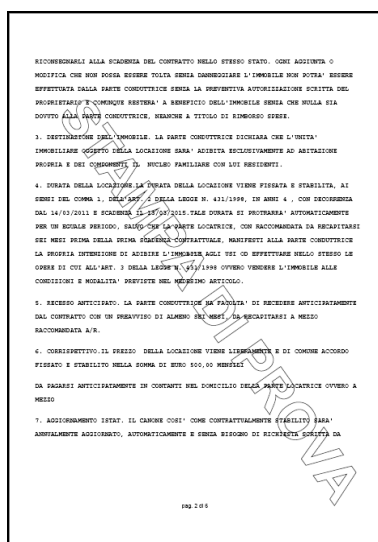 RICONSEGNARLI ALLA SCADENZA DEL CONTRATTO NELLO STESSO STATO. OGNI AGGIUNTA O
MODIFICA CHE NON POSSA ESSERE TOLTA SENZA DANNEGGIARE L'IMMOBILE NON POTRA' ESSERE
EFFETTUATA DALLA PARTE CONDUTTRICE SENZA LA PREVENTIVA AUTORIZZAZIONE SCRITTA DEL
PROPRIETARIO E COMUNQUE RESTERA' A BENEFICIO DELL'IMMOBILE SENZA CHE NULLA SIA
DOVUTO ALLA PARTE CONDUTTRICE, NEANCHE A TITOLO DI RIMBORSO SPESE.
3. DESTINAZIONE DELL'IMMOBILE. LA PARTE CONDUTTRICE DICHIARA CHE L'UNITA'
IMMOBILIARE OGGETTO DELLA LOCAZIONE SARA' ADIBITA ESCLUSIVAMENTE AD ABITAZIONE
PROPRIA E DEI COMPONENTI IL NUCLEO FAMILIARE CON LUI RESIDENTI.
4. DURATA DELLA LOCAZIONE.LA DURATA DELLA LOCAZIONE VIENE FISSATA E STABILITA, AI
SENSI DEL COMMA 1, DELL'ART. 2 DELLA LEGGE N. 431/1998, IN ANNI 4 , CON DECORRENZA
DAL 14/03/2011 E SCADENZA IL 13/03/2015.TALE DURATA SI PROTRARRA' AUTOMATICAMENTE
PER UN EGUALE PERIODO, SALVO CHE LA PARTE LOCATRICE, CON RACCOMANDATA DA RECAPITARSI
SEI MESI PRIMA DELLA PRIMA SCADENZA CONTRATTUALE, MANIFESTI ALLA PARTE CONDUTTRICE
LA PROPRIA INTENZIONE DI ADIBIRE L'IMMOBILE AGLI USI OD EFFETTUARE NELLO STESSO LE
OPERE DI CUI ALL'ART. 3 DELLA LEGGE N. 431/1998 OVVERO VENDERE L'IMMOBILE ALLE
CONDIZIONI E MODALITA' PREVISTE NEL MEDESIMO ARTICOLO.
5. RECESSO ANTICIPATO. LA PARTE CONDUTTRICE HA FACOLTA' DI RECEDERE ANTICIPATAMENTE
DAL CONTRATTO CON UN PREAVVISO DI ALMENO SEI MESI, DA RECAPITARSI A MEZZO
RACCOMANDATA A/R.
6. CORRISPETTIVO.IL PREZZO DELLA LOCAZIONE VIENE LIBERAMENTE E DI COMUNE ACCORDO
FISSATO E STABILITO NELLA SOMMA DI EURO 500,00 MENSILI
DA PAGARSI ANTICIPATAMENTE IN CONTANTI NEL DOMICILIO DELLA PARTE LOCATRICE OVVERO A
MEZZO
7. AGGIORNAMENTO ISTAT. IL CANONE COSI' COME CONTRATTUALMENTE STABILITO SARA'
ANNUALMENTE AGGIORNATO, AUTOMATICAMENTE E SENZA BISOGNO DI RICHIESTA SCRITTA DA
STAMPA DI PROVA
pag. 2 di 6